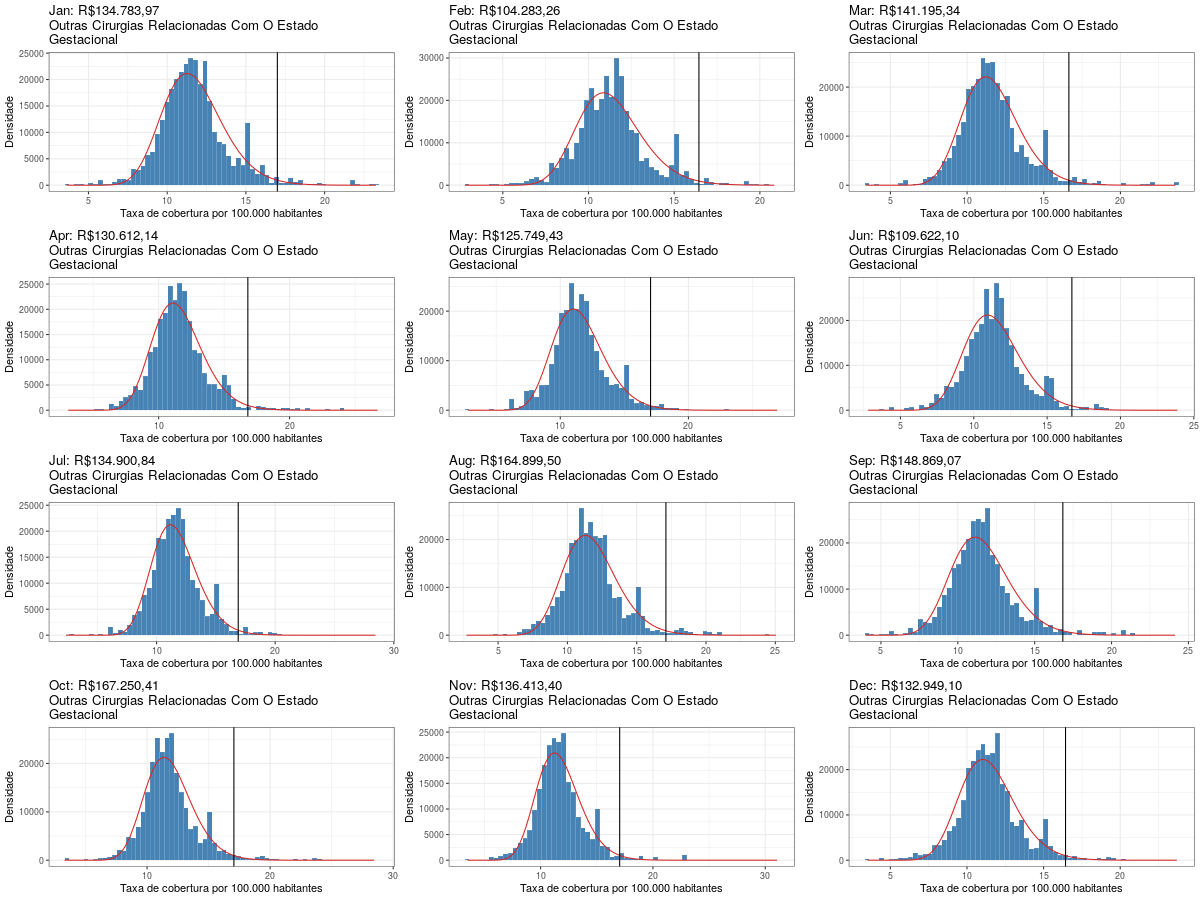 Jan: R$134.783,97
Outras Cirurgias Relacionadas Com O Estado
Gestacional
25000
20000
15000
10000
5000
0
Densidade
5 10 15 20
Taxa de cobertura por 100.000 habitantes
Feb: R$104.283,26
Outras Cirurgias Relacionadas Com O Estado
Gestacional
30000
20000
10000
0
Densidade
5 10 15 20
Taxa de cobertura por 100.000 habitantes
Mar: R$141.195,34
Outras Cirurgias Relacionadas Com O Estado
Gestacional
20000
10000
0
Densidade
5 10 15 20
Taxa de cobertura por 100.000 habitantes
Apr: R$130.612,14
Outras Cirurgias Relacionadas Com O Estado
Gestacional
25000
20000
15000
10000
5000
0
Densidade
10 20
Taxa de cobertura por 100.000 habitantes
May: R$125.749,43
Outras Cirurgias Relacionadas Com O Estado
Gestacional
20000
10000
0
Densidade
10 20
Taxa de cobertura por 100.000 habitantes
Jun: R$109.622,10
Outras Cirurgias Relacionadas Com O Estado
Gestacional
20000
10000
0
Densidade
5 10 15 20 25
Taxa de cobertura por 100.000 habitantes
Jul: R$134.900,84
Outras Cirurgias Relacionadas Com O Estado
Gestacional
25000
20000
15000
10000
5000
0
Densidade
10 20 30
Taxa de cobertura por 100.000 habitantes
Aug: R$164.899,50
Outras Cirurgias Relacionadas Com O Estado
Gestacional
20000
10000
0
Densidade
5 10 15 20 25
Taxa de cobertura por 100.000 habitantes
Sep: R$148.869,07
Outras Cirurgias Relacionadas Com O Estado
Gestacional
20000
10000
0
Densidade
5 10 15 20 25
Taxa de cobertura por 100.000 habitantes
Oct: R$167.250,41
Outras Cirurgias Relacionadas Com O Estado
Gestacional
20000
10000
0
Densidade
10 20 30
Taxa de cobertura por 100.000 habitantes
Nov: R$136.413,40
Outras Cirurgias Relacionadas Com O Estado
Gestacional
25000
20000
15000
10000
5000
0
Densidade
10 20 30
Taxa de cobertura por 100.000 habitantes
Dec: R$132.949,10
Outras Cirurgias Relacionadas Com O Estado
Gestacional
20000
10000
0
Densidade
5 10 15 20
Taxa de cobertura por 100.000 habitantes